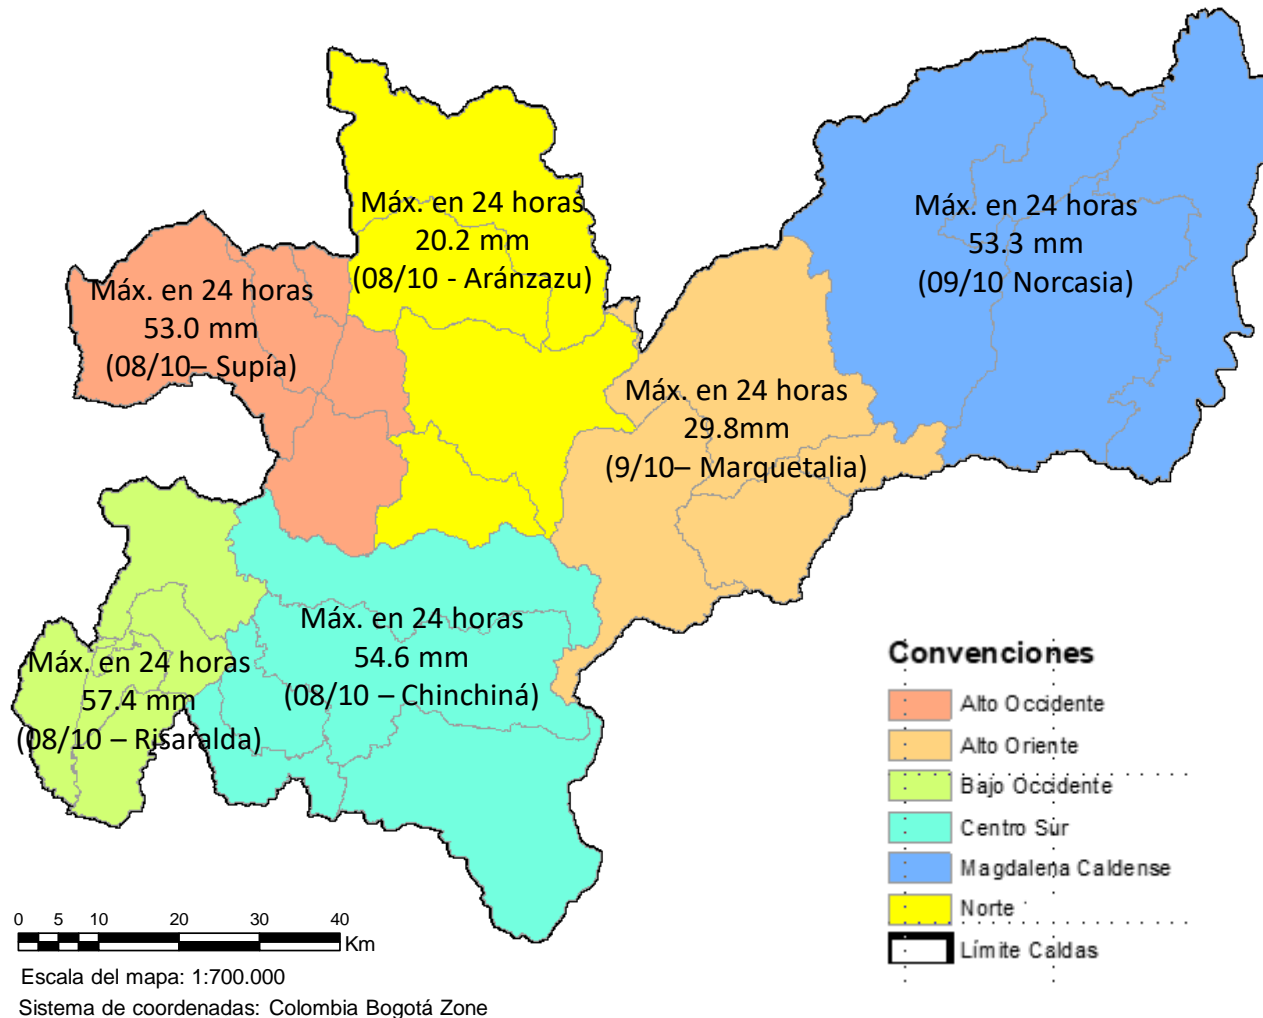 Máx. en 24 horas
20.2 mm
(08/10 - Aránzazu)
Máx. en 24 horas
53.3 mm
(09/10 Norcasia)
Máx. en 24 horas
53.0 mm
(08/10– Supía)
Máx. en 24 horas
29.8mm
(9/10– Marquetalia)
Máx. en 24 horas
54.6 mm
(08/10 – Chinchiná)
Máx. en 24 horas
57.4 mm
(08/10 – Risaralda)
Convenciones
Alto Occidente
Alto Oriente
Bajo Occidente
Centro Sur
Magdalena Caldense
Norte
Límite Caldas
0 5 10 20 30 40
Km
Escala del mapa: 1:700.000
Sistema de coordenadas: Colombia Bogotá Zone